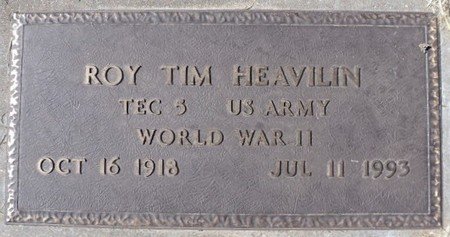 ROY TIM HEAVILIN
TEC 5 US ARMY
WORLD WAR II
OCT 16 1918 JUL 11 1993